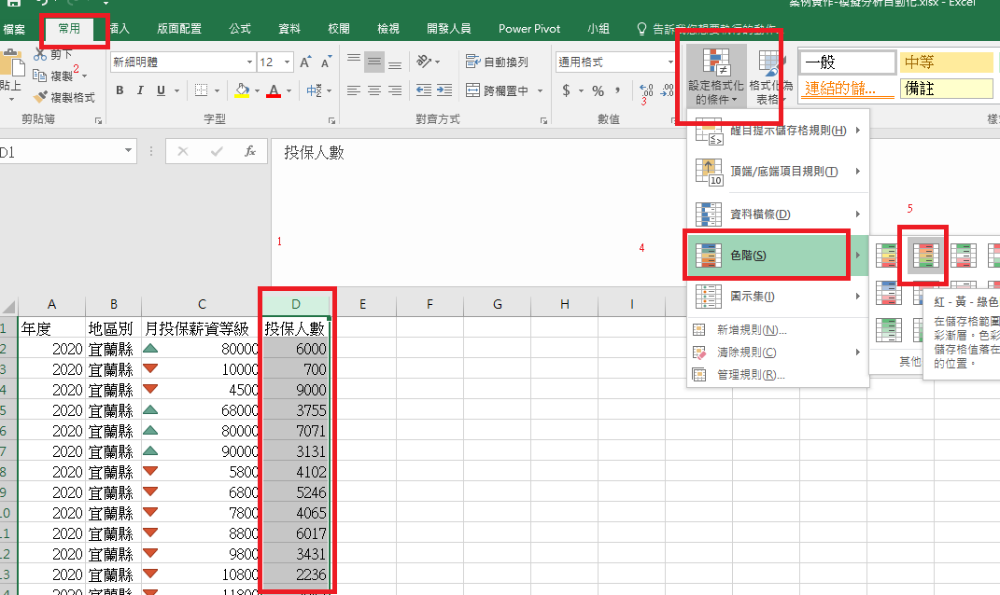 案例實作-模擬分析自動化.xlsx - Excel
檔案 常用 插入 版面配置 公式 資料 校閱 檢視 開發人員 Power Pivot 小組 告訴我您想要執行的動作...
剪下
複製
2
複製格式
貼上
剪貼簿
新細明體 12
B I U
字型
自動換列
跨欄置中
對齊方式
通用格式
$ % ,
3
數值
設定格式化的條件
格式化為表格
一般 中等
連結的儲... 備註
D1 fx 投保人數
醒目提示儲存格規則(H)
頂端/底端項目規則(T)
資料橫條(D)
色階(S)
圖示集(I)
新增規則(N)...
清除規則(C)
管理規則(R)...
1
4
5
紅 - 黃 - 綠色
在儲存格範圍
彩漸層。色彩
儲存格值落在
的位置。
其他
A B C D E F G H I
1 年度 地區別 月投保薪資等級 投保人數
2 2020 宜蘭縣 80000 6000
3 2020 宜蘭縣 10000 700
4 2020 宜蘭縣 4500 9000
5 2020 宜蘭縣 68000 3755
6 2020 宜蘭縣 80000 7071
7 2020 宜蘭縣 90000 3131
8 2020 宜蘭縣 5800 4102
9 2020 宜蘭縣 6800 5246
10 2020 宜蘭縣 7800 4065
11 2020 宜蘭縣 8800 6017
12 2020 宜蘭縣 9800 3431
13 2020 宜蘭縣 10800 2236
2020 宜蘭縣 11800